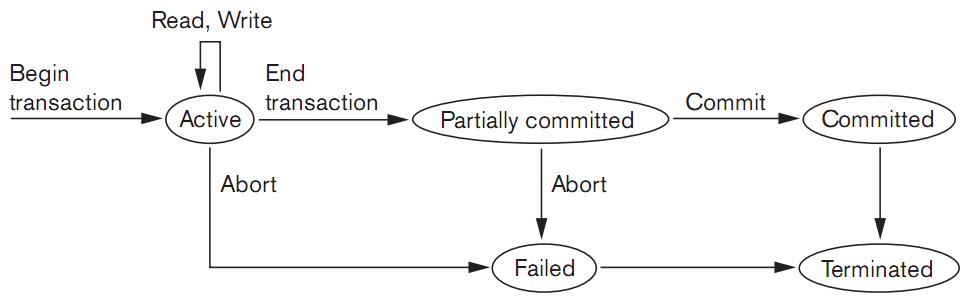 Read, Write
Begin
transaction
End
transaction
Active
Partially committed
Commit
Committed
Abort
Abort
Failed
Terminated